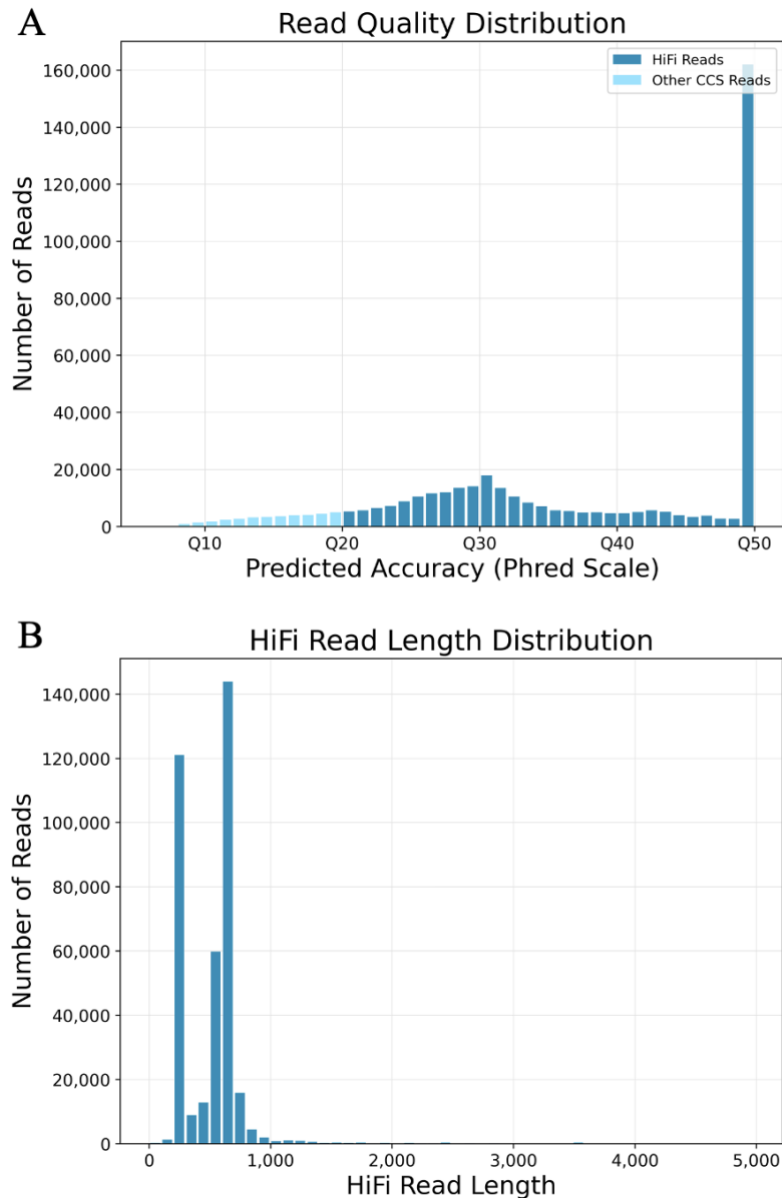 A
Read Quality Distribution
HiFi Reads
Other CCS Reads
160,000
140,000
120,000
100,000
80,000
60,000
40,000
20,000
0
Number of Reads
Q10 Q20 Q30 Q40 Q50
Predicted Accuracy (Phred Scale)
B
HiFi Read Length Distribution
140,000
120,000
100,000
80,000
60,000
40,000
20,000
0
Number of Reads
0 1,000 2,000 3,000 4,000 5,000
HiFi Read Length